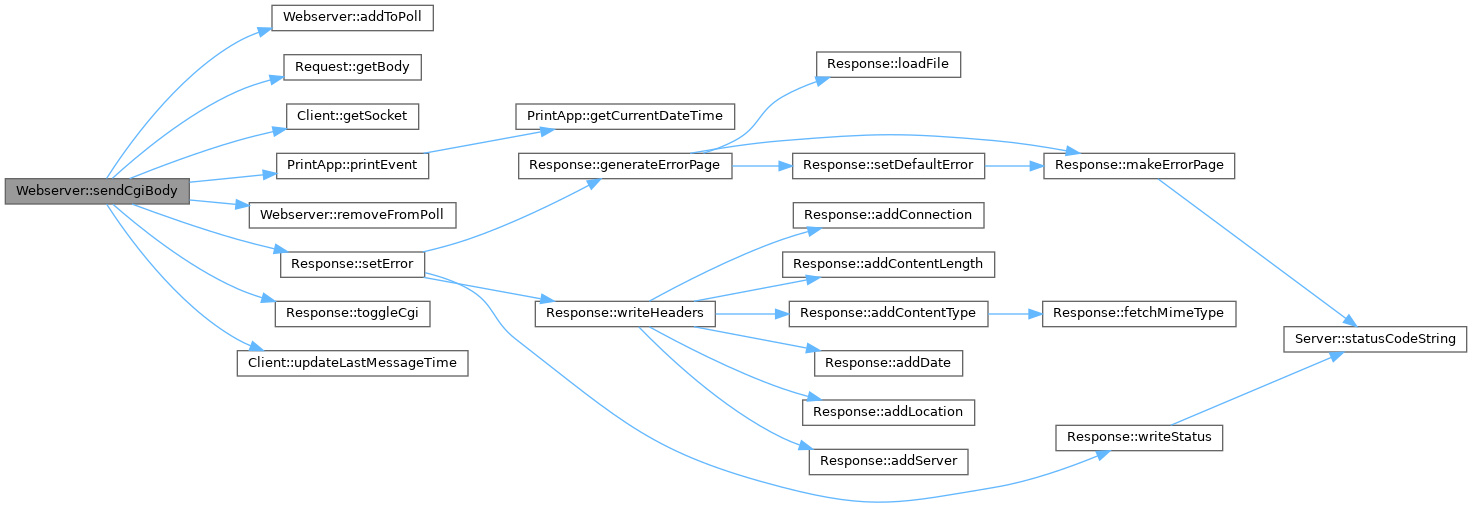 Webserver::sendCgiBody
Webserver::addToPoll
Request::getBody
Client::getSocket
PrintApp::printEvent
Webserver::removeFromPoll
Response::setError
Response::toggleCgi
Client::updateLastMessageTime
PrintApp::getCurrentDateTime
Response::generateErrorPage
Response::writeHeaders
Response::loadFile
Response::setDefaultError
Response::addConnection
Response::addContentLength
Response::addContentType
Response::addDate
Response::addLocation
Response::addServer
Response::makeErrorPage
Response::fetchMimeType
Response::writeStatus
Server::statusCodeString